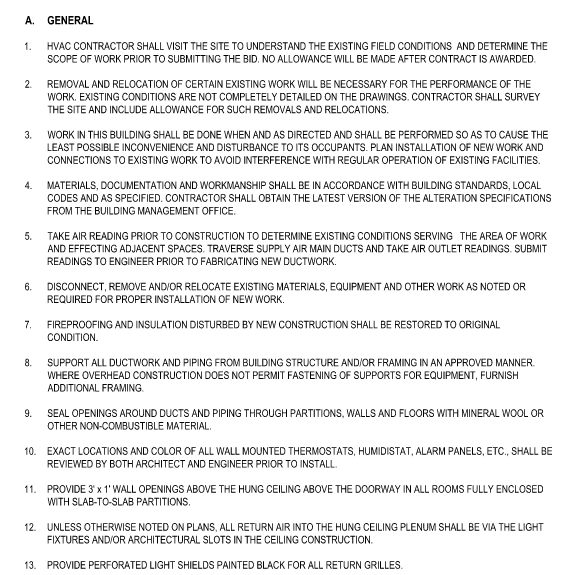 A. GENERAL
1. HVAC CONTRACTOR SHALL VISIT THE SITE TO UNDERSTAND THE EXISTING FIELD CONDITIONS AND DETERMINE THE
SCOPE OF WORK PRIOR TO SUBMITTING THE BID. NO ALLOWANCE WILL BE MADE AFTER CONTRACT IS AWARDED.
2. REMOVAL AND RELOCATION OF CERTAIN EXISTING WORK WILL BE NECESSARY FOR THE PERFORMANCE OF THE
WORK. EXISTING CONDITIONS ARE NOT COMPLETELY DETAILED ON THE DRAWINGS. CONTRACTOR SHALL SURVEY
THE SITE AND INCLUDE ALLOWANCE FOR SUCH REMOVALS AND RELOCATIONS.
3. WORK IN THIS BUILDING SHALL BE DONE WHEN AND AS DIRECTED AND SHALL BE PERFORMED SO AS TO CAUSE THE
LEAST POSSIBLE INCONVENIENCE AND DISTURBANCE TO ITS OCCUPANTS. PLAN INSTALLATION OF NEW WORK AND
CONNECTIONS TO EXISTING WORK TO AVOID INTERFERENCE WITH REGULAR OPERATION OF EXISTING FACILITIES.
4. MATERIALS, DOCUMENTATION AND WORKMANSHIP SHALL BE IN ACCORDANCE WITH BUILDING STANDARDS, LOCAL
CODES AND AS SPECIFIED. CONTRACTOR SHALL OBTAIN THE LATEST VERSION OF THE ALTERATION SPECIFICATIONS
FROM THE BUILDING MANAGEMENT OFFICE.
5. TAKE AIR READING PRIOR TO CONSTRUCTION TO DETERMINE EXISTING CONDITIONS SERVING THE AREA OF WORK
AND EFFECTING ADJACENT SPACES. TRAVERSE SUPPLY AIR MAIN DUCTS AND TAKE AIR OUTLET READINGS. SUBMIT
READINGS TO ENGINEER PRIOR TO FABRICATING NEW DUCTWORK.
6. DISCONNECT, REMOVE AND/OR RELOCATE EXISTING MATERIALS, EQUIPMENT AND OTHER WORK AS NOTED OR
REQUIRED FOR PROPER INSTALLATION OF NEW WORK.
7. FIREPROOFING AND INSULATION DISTURBED BY NEW CONSTRUCTION SHALL BE RESTORED TO ORIGINAL
CONDITION.
8. SUPPORT ALL DUCTWORK AND PIPING FROM BUILDING STRUCTURE AND/OR FRAMING IN AN APPROVED MANNER.
WHERE OVERHEAD CONSTRUCTION DOES NOT PERMIT FASTENING OF SUPPORTS FOR EQUIPMENT, FURNISH
ADDITIONAL FRAMING.
9. SEAL OPENINGS AROUND DUCTS AND PIPING THROUGH PARTITIONS, WALLS AND FLOORS WITH MINERAL WOOL OR
OTHER NON-COMBUSTIBLE MATERIAL.
10. EXACT LOCATIONS AND COLOR OF ALL WALL MOUNTED THERMOSTATS, HUMIDISTAT, ALARM PANELS, ETC., SHALL BE
REVIEWED BY BOTH ARCHITECT AND ENGINEER PRIOR TO INSTALL.
11. PROVIDE 3' x 1' WALL OPENINGS ABOVE THE HUNG CEILING ABOVE THE DOORWAY IN ALL ROOMS FULLY ENCLOSED
WITH SLAB-TO-SLAB PARTITIONS.
12. UNLESS OTHERWISE NOTED ON PLANS, ALL RETURN AIR INTO THE HUNG CEILING PLENUM SHALL BE VIA THE LIGHT
FIXTURES AND/OR ARCHITECTURAL SLOTS IN THE CEILING CONSTRUCTION.
13. PROVIDE PERFORATED LIGHT SHIELDS PAINTED BLACK FOR ALL RETURN GRILLES.